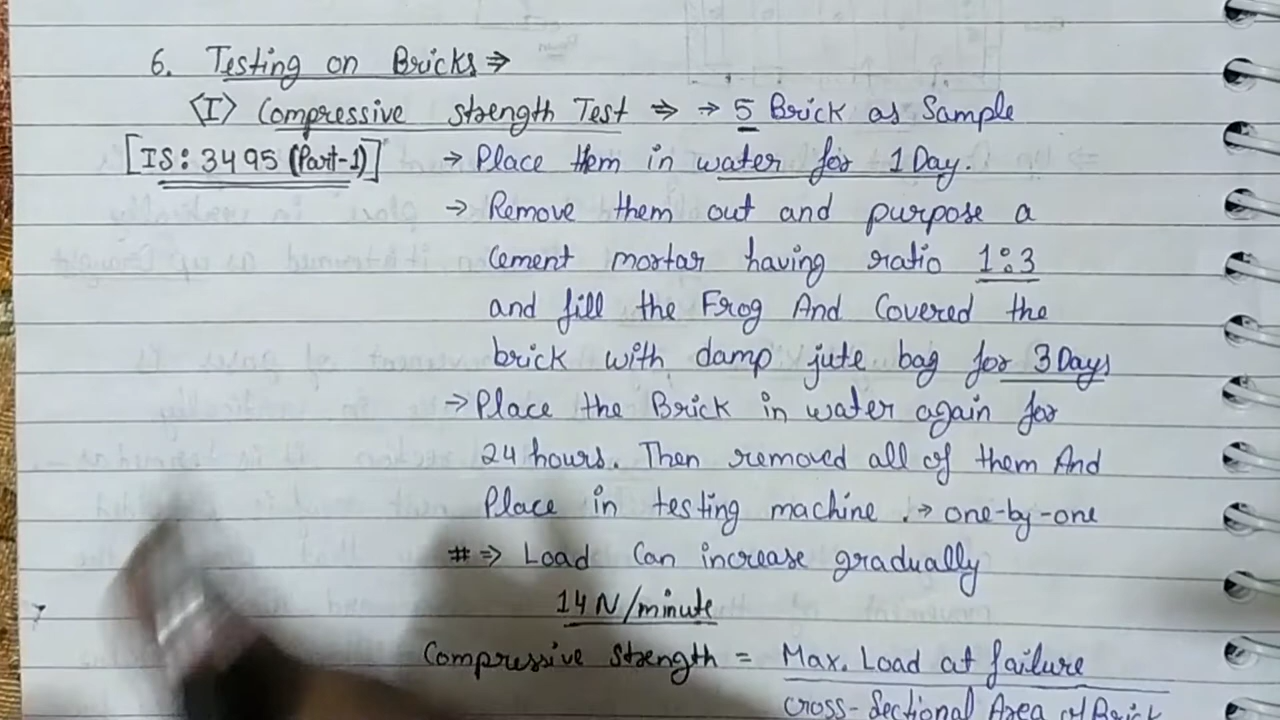 6. Testing on Bricks ⇒
<I> Compressive strength Test ⇒ → 5 Brick as Sample
[IS: 3495 (Part-1)] → Place them in water for 1 Day.
→ Remove them out and purpose a
Cement mortar having ratio 1:3
and fill the Frog And Covered the
brick with damp jute bag for 3 Days
→ Place the Brick in water again for
24 hours. Then removed all of them And
Place in testing machine. → one-by-one
# ⇒ Load Can increase gradually
14 N/minute
Compressive Strength = Max. Load at failure
cross-Sectional Area of Brick